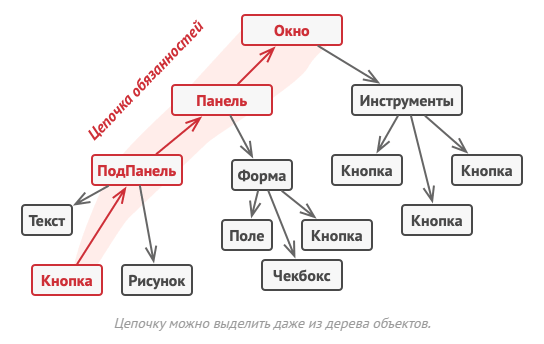 Окно
Цепочка обязанностей
Панель
Инструменты
ПодПанель
Форма
Кнопка
Кнопка
Текст
Поле
Кнопка
Кнопка
Кнопка
Рисунок
Чекбокс
Цепочку можно выделить даже из дерева объектов.